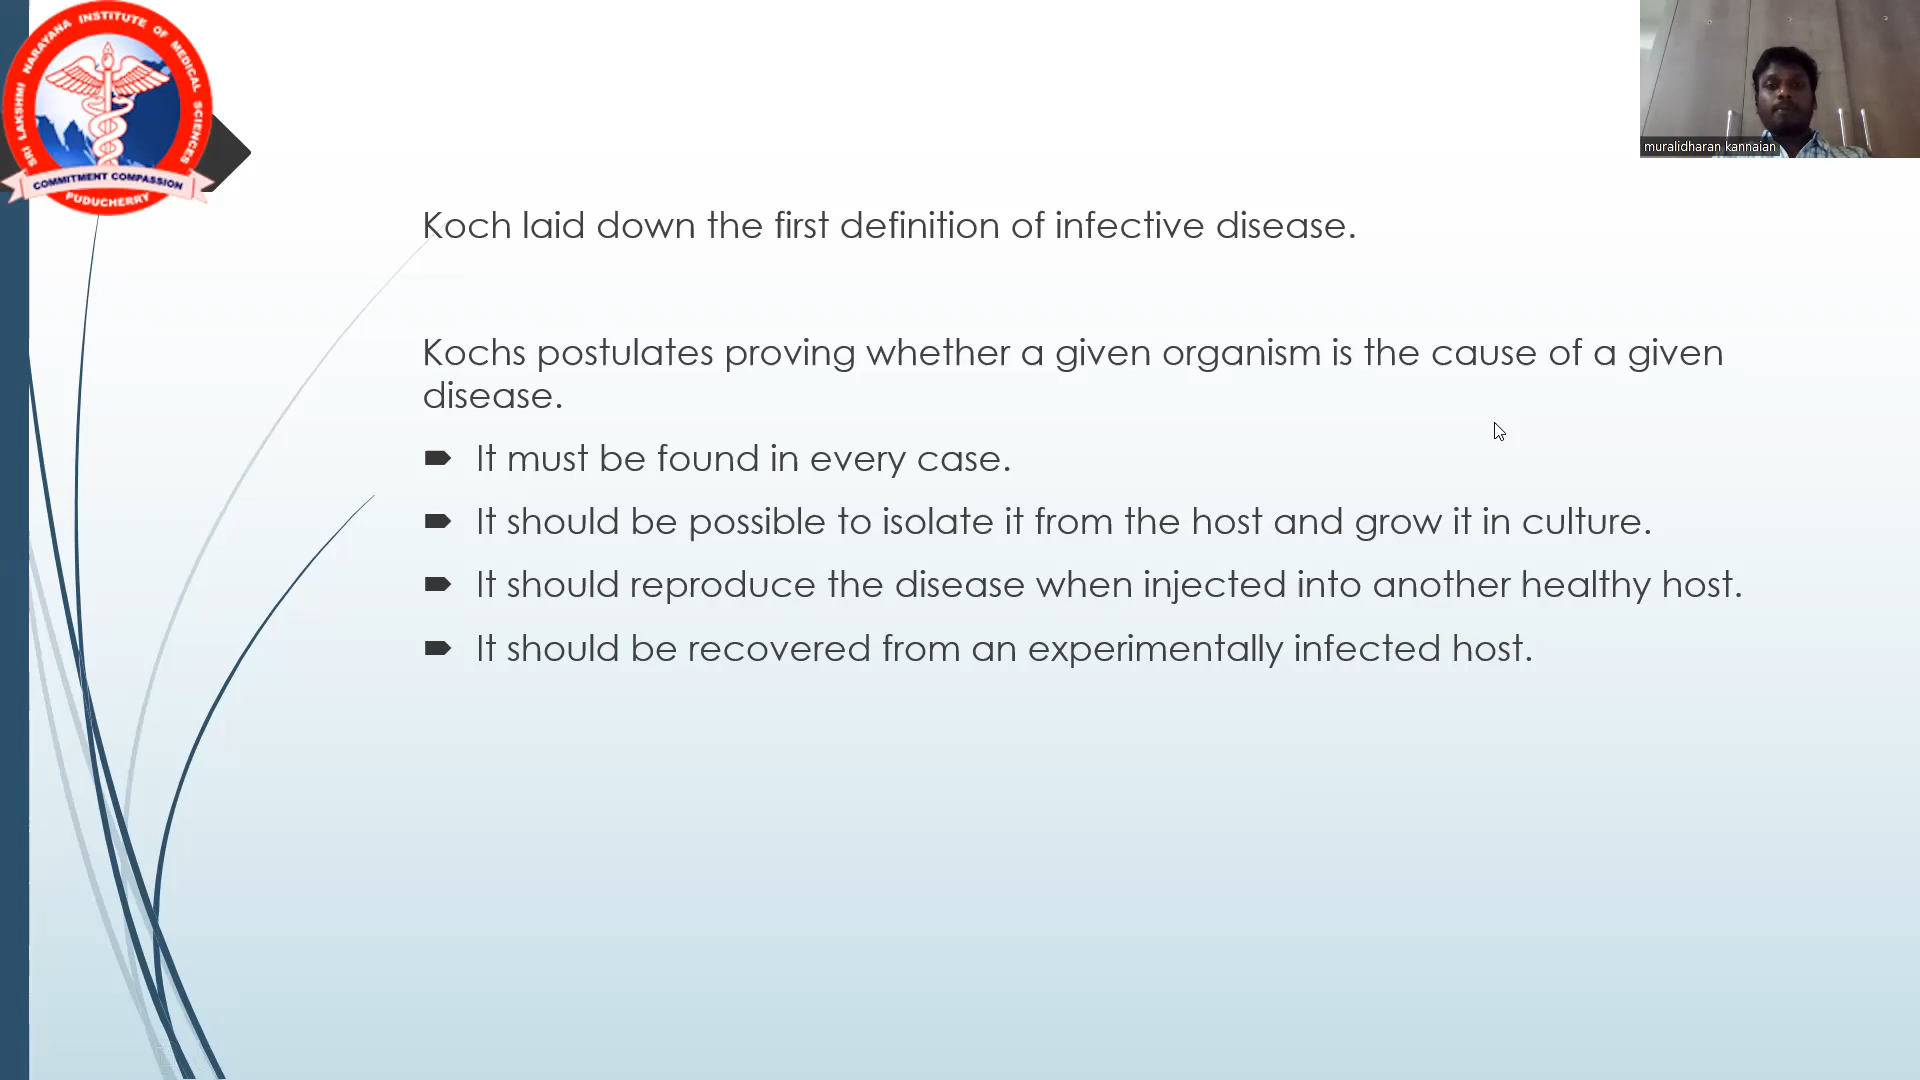 SRI LAKSHMI NARAYANA INSTITUTE OF MEDICAL SCIENCES
COMMITMENT COMPASSION
PUDUCHERRY
muralidharan kannaian
Koch laid down the first definition of infective disease.
Kochs postulates proving whether a given organism is the cause of a given
disease.
It must be found in every case.
It should be possible to isolate it from the host and grow it in culture.
It should reproduce the disease when injected into another healthy host.
It should be recovered from an experimentally infected host.